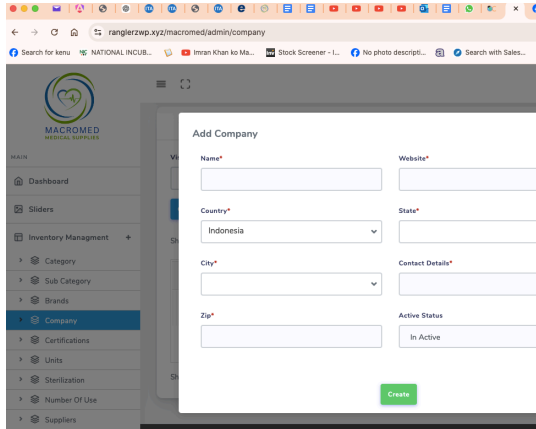 ranglerzwp.xyz/macromed/admin/company
Search for kenu
NATIONAL INCUB...
Imran Khan ko Ma...
Inv
Stock Screener - I...
No photo descripti...
Search with Sales...
MACROMED
MEDICAL SUPPLIES
MAIN
Dashboard
Sliders
Inventory Managment +
Category
Sub Category
Brands
Company
Certifications
Units
Sterilization
Number Of Use
Suppliers
Add Company
Name*
Website*
Country*
State*
Indonesia
City*
Contact Details*
Zip*
Active Status
In Active
Create